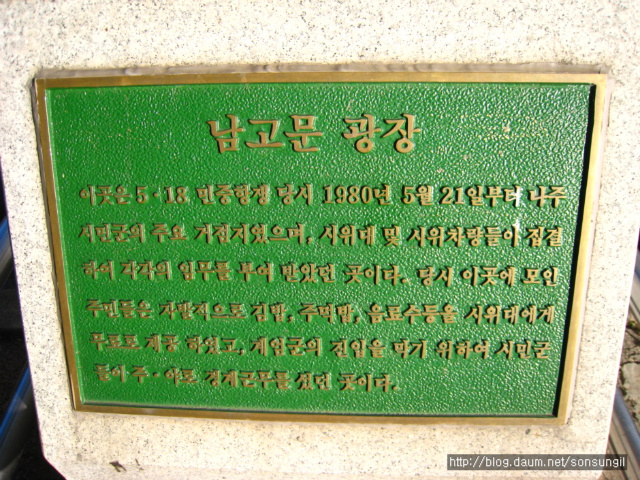 남고문 광장
이곳은 5·18 민중항쟁 당시 1980년 5월 21일부터 나주
시민군의 주요 거점지였으며, 시위대 및 시위차량들이 집결
하여 각각의 임무를 부여 받았던 곳이다. 당시 이곳에 모인
주민들은 자발적으로 김밥, 주먹밥, 음료수등을 시위대에게
무료로 제공 하였고, 계엄군의 진입을 막기 위하여 시민군
들이 주·야로 경계근무를 섰던 곳이다.
http://blog.daum.net/sonsungil